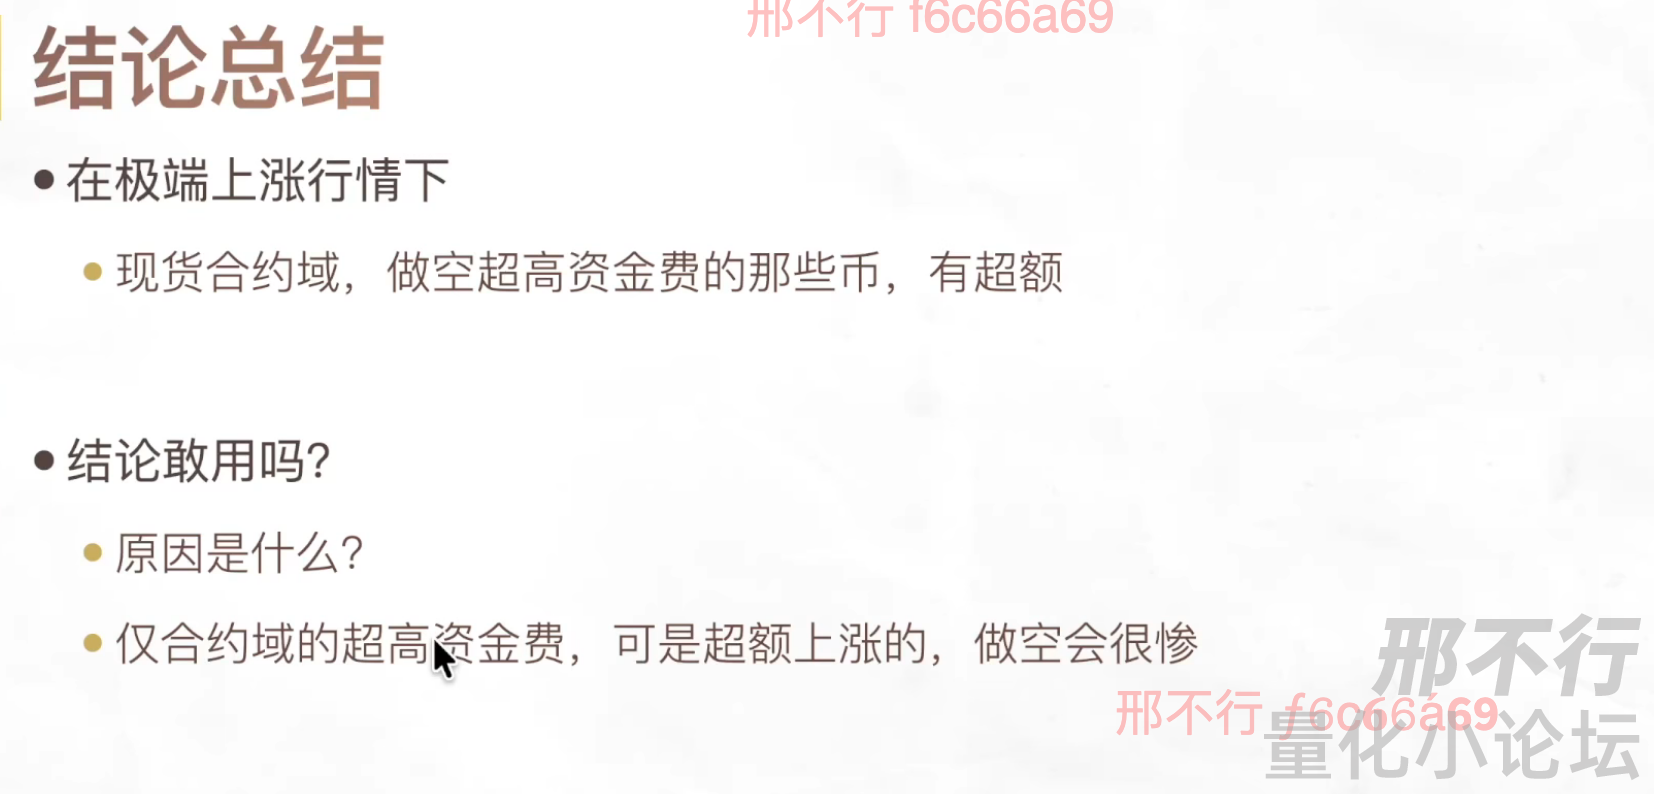 邢不行 f6c66a69
结论总结
在极端上涨行情下
现货合约域，做空超高资金费的那些币，有超额
结论敢用吗?
原因是什么?
仅合约域的超高资金费，可是超额上涨的，做空会很惨
邢不行
邢不行 f6c66a69
量化小论坛